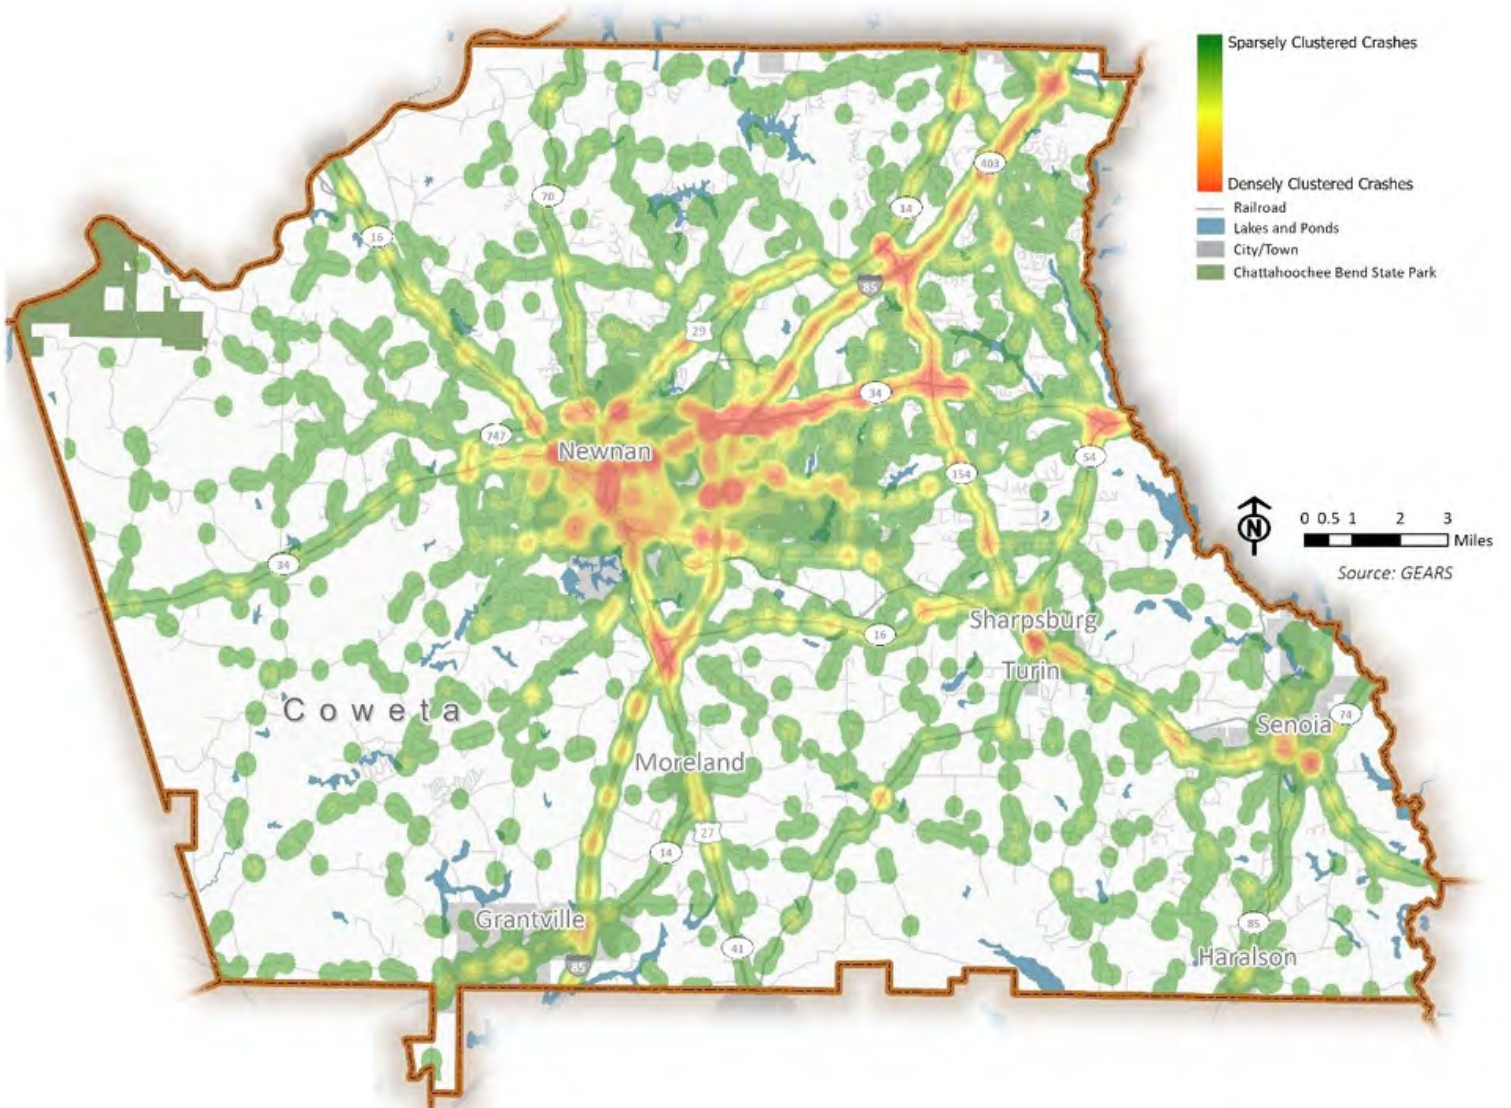 Sparsely Clustered Crashes
Densely Clustered Crashes
Railroad
Lakes and Ponds
City/Town
Chattahoochee Bend State Park
403
70
14
16
85
29
34
747
Newnan
54
154
0 0.5 1 2 3
Miles
N
Source: GEARS
34
Sharpsburg
16
Turin
Coweta
74
Senoia
Moreland
27
14
Grantville
85
41
85
Haralson